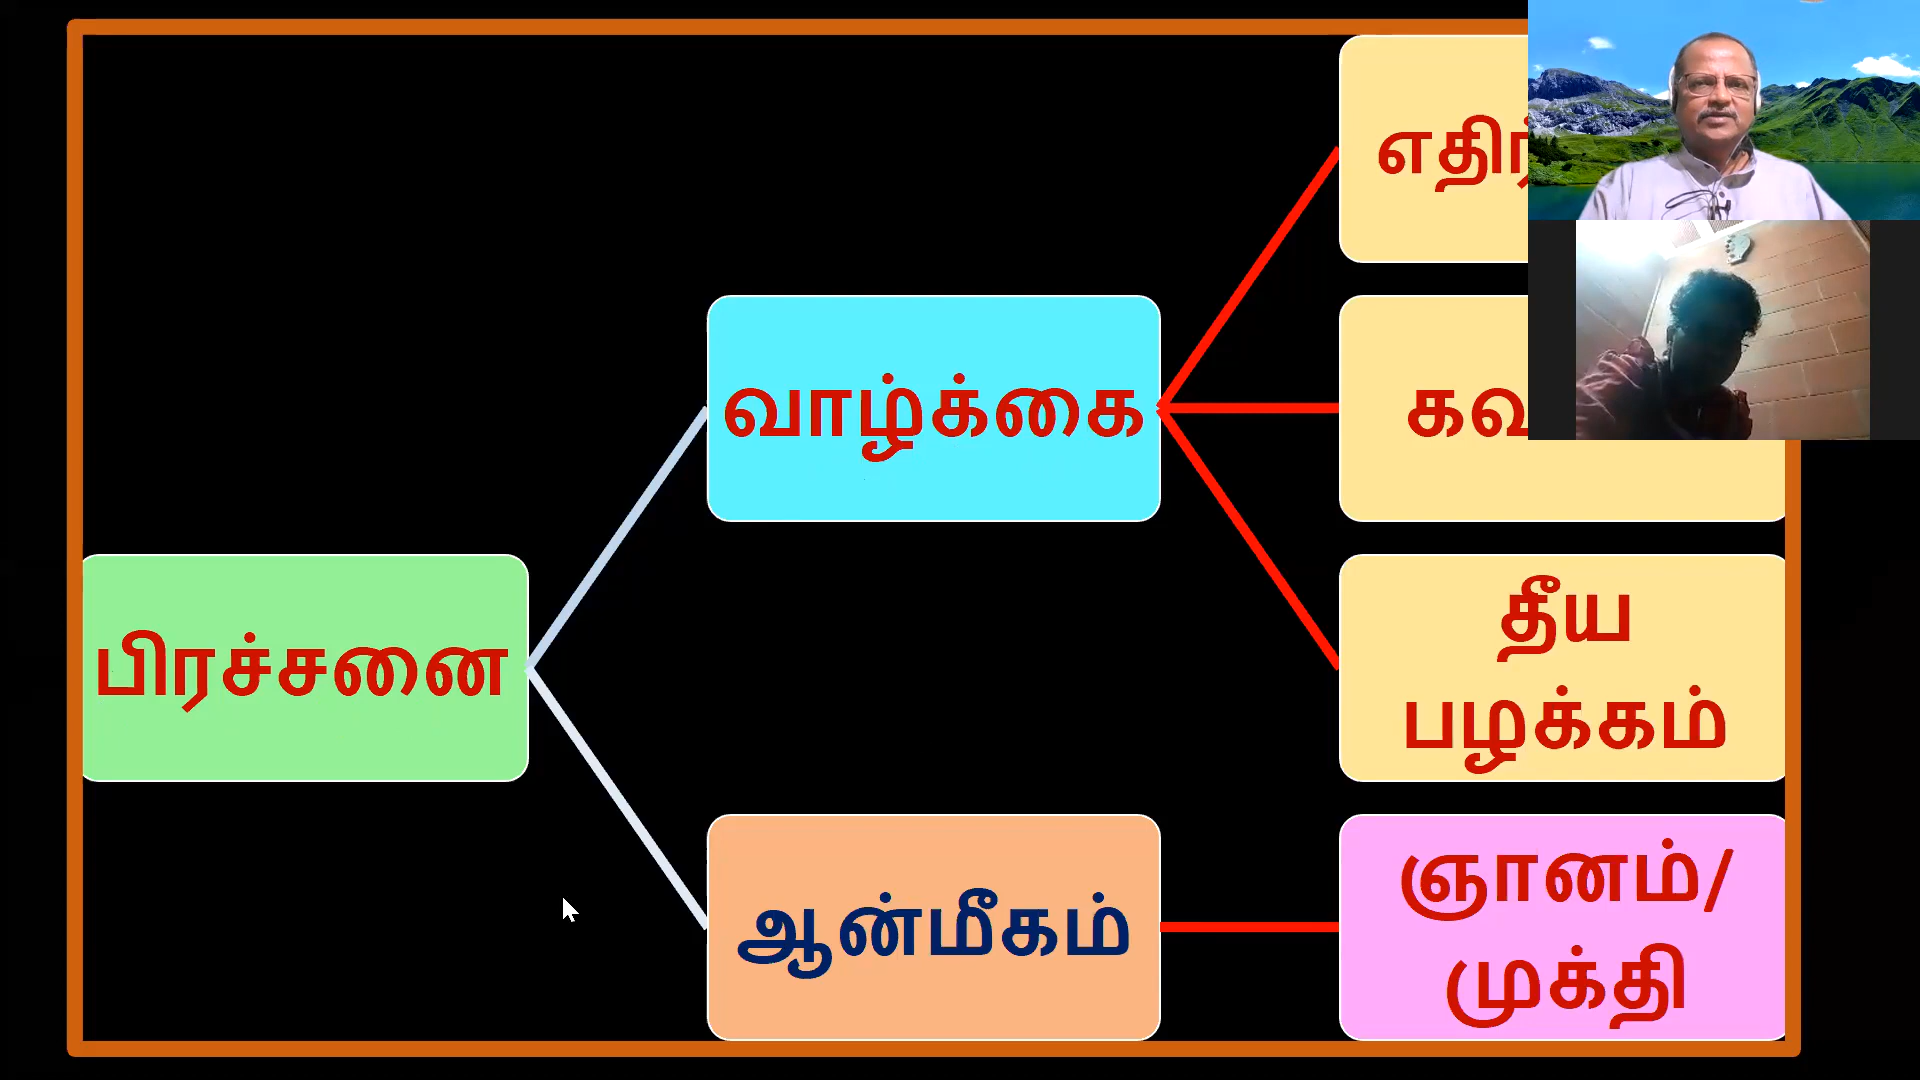 பிரச்சனை
வாழ்க்கை
தீய
பழக்கம்
ஆன்மீகம்
ஞானம்/
முக்தி